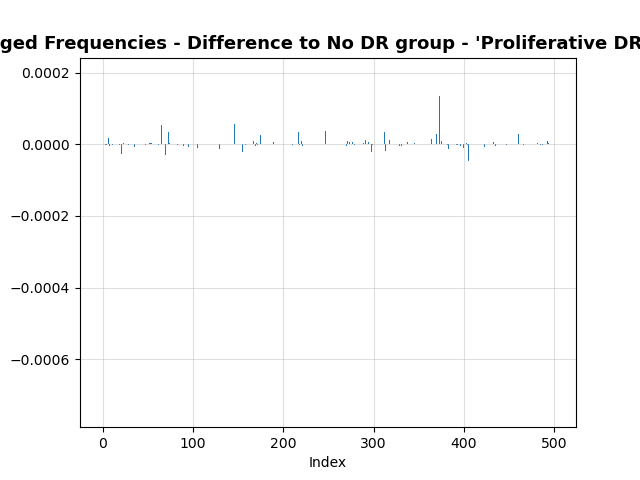 ged Frequencies - Difference to No DR group - 'Proliferative DR
0.0002
0.0000
−0.0002
−0.0004
−0.0006
0 100 200 300 400 500
Index